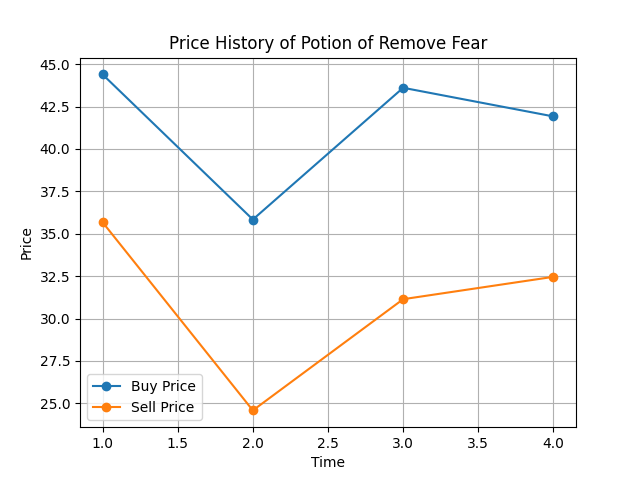 Price History of Potion of Remove Fear
45.0
42.5
40.0
37.5
35.0
32.5
30.0
27.5
25.0
Price
Buy Price
Sell Price
1.0 1.5 2.0 2.5 3.0 3.5 4.0
Time